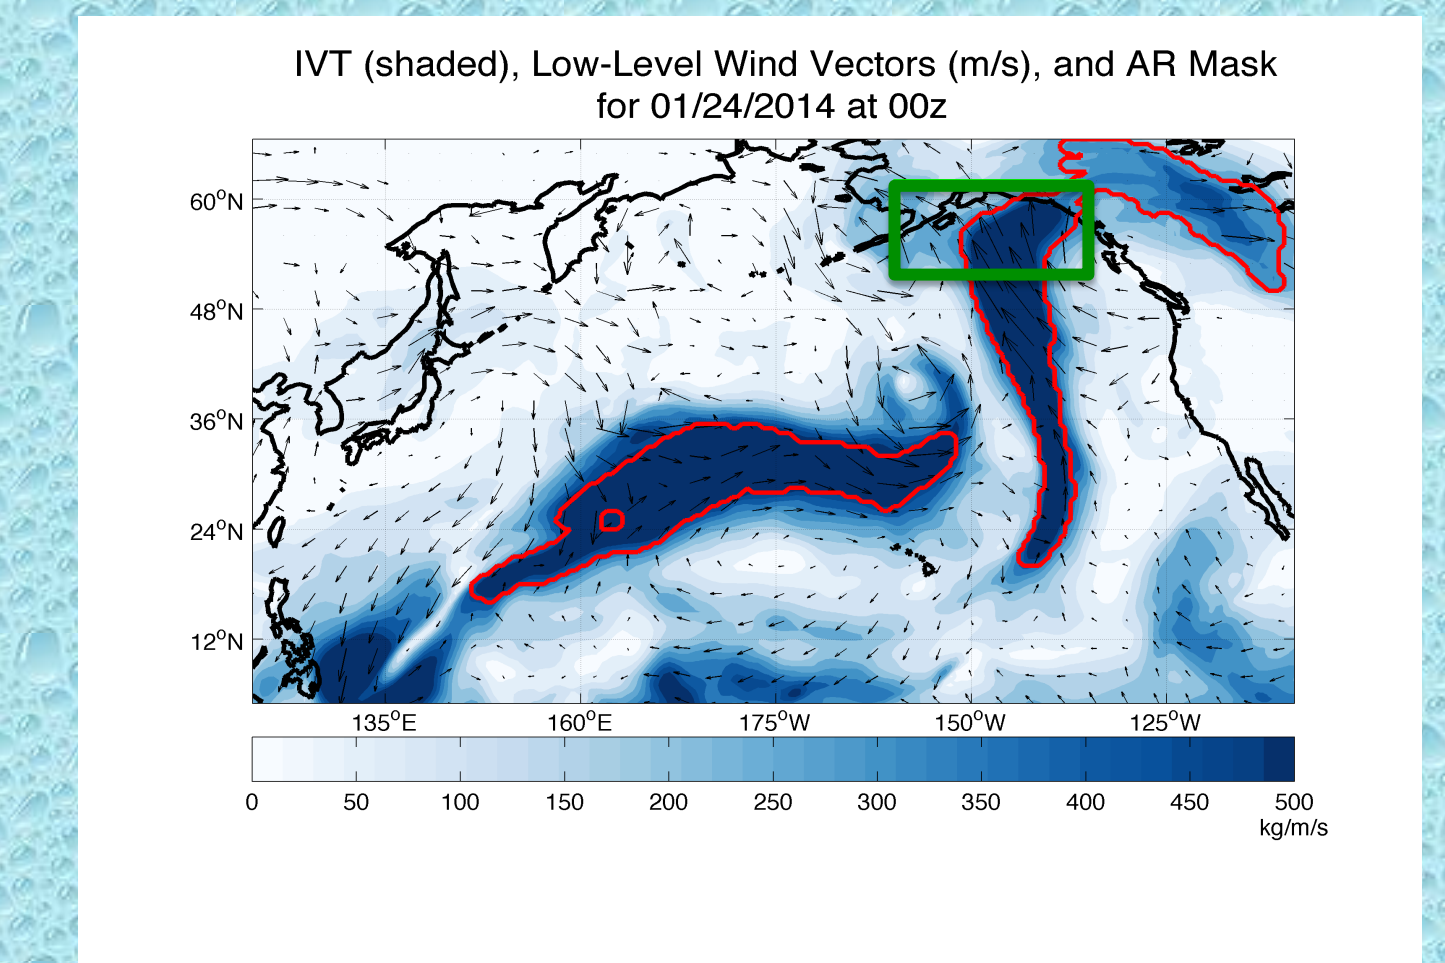 IVT (shaded), Low-Level Wind Vectors (m/s), and AR Mask
for 01/24/2014 at 00z
60°N
48°N
36°N
24°N
12°N
135°E 160°E 175°W 150°W 125°W
0 50 100 150 200 250 300 350 400 450 500
kg/m/s